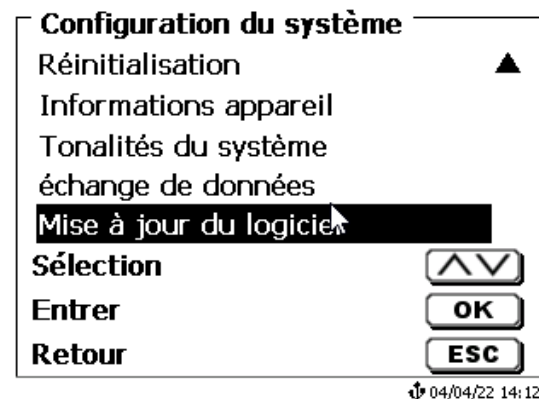 Configuration du système
Réinitialisation
Informations appareil
Tonalités du système
échange de données
Mise à jour du logiciel
Sélection
Entrer OK
Retour ESC
04/04/22 14:12